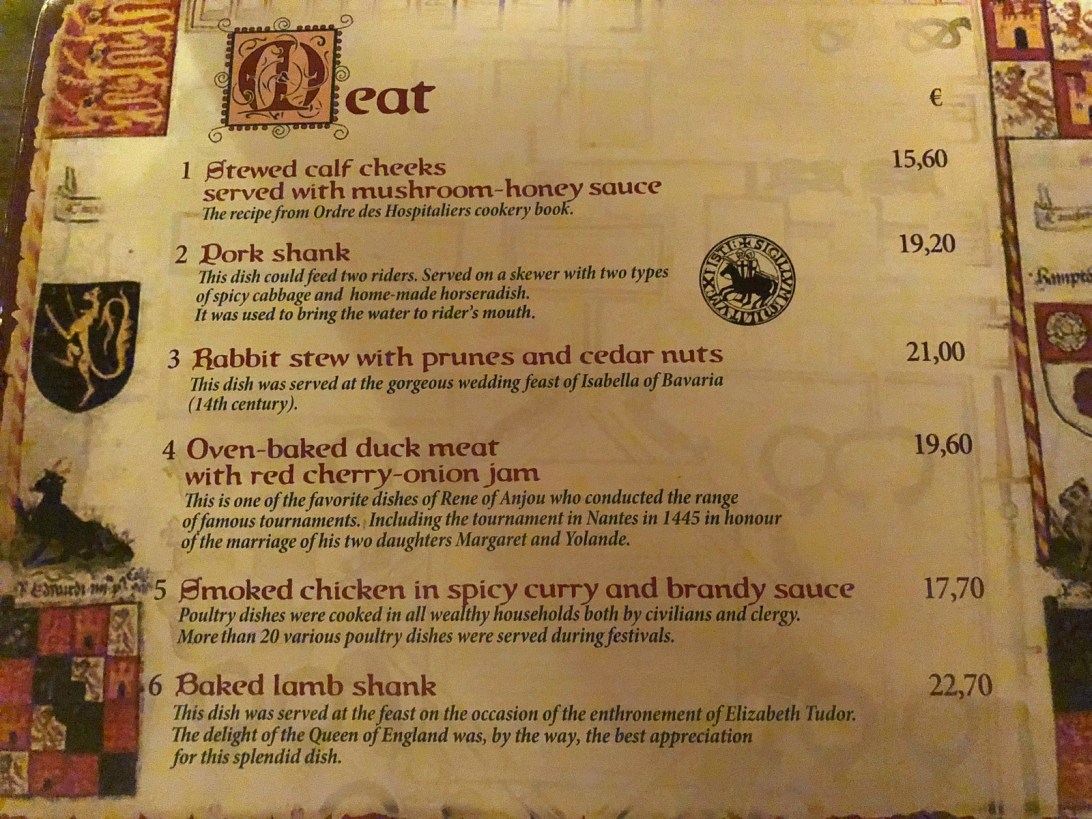 Meat
€
1 Stewed calf cheeks 15,60
served with mushroom-honey sauce
The recipe from Ordre des Hospitaliers cookery book.
2 Pork shank 19,20
This dish could feed two riders. Served on a skewer with two types
of spicy cabbage and home-made horseradish.
It was used to bring the water to rider's mouth.
3 Rabbit stew with prunes and cedar nuts 21,00
This dish was served at the gorgeous wedding feast of Isabella of Bavaria
(14th century).
4 Oven-baked duck meat 19,60
with red cherry-onion jam
This is one of the favorite dishes of Rene of Anjou who conducted the range
of famous tournaments. Including the tournament in Nantes in 1445 in honour
of the marriage of his two daughters Margaret and Yolande.
5 Smoked chicken in spicy curry and brandy sauce 17,70
Poultry dishes were cooked in all wealthy households both by civilians and clergy.
More than 20 various poultry dishes were served during festivals.
6 Baked lamb shank 22,70
This dish was served at the feast on the occasion of the enthronement of Elizabeth Tudor.
The delight of the Queen of England was, by the way, the best appreciation
for this splendid dish.